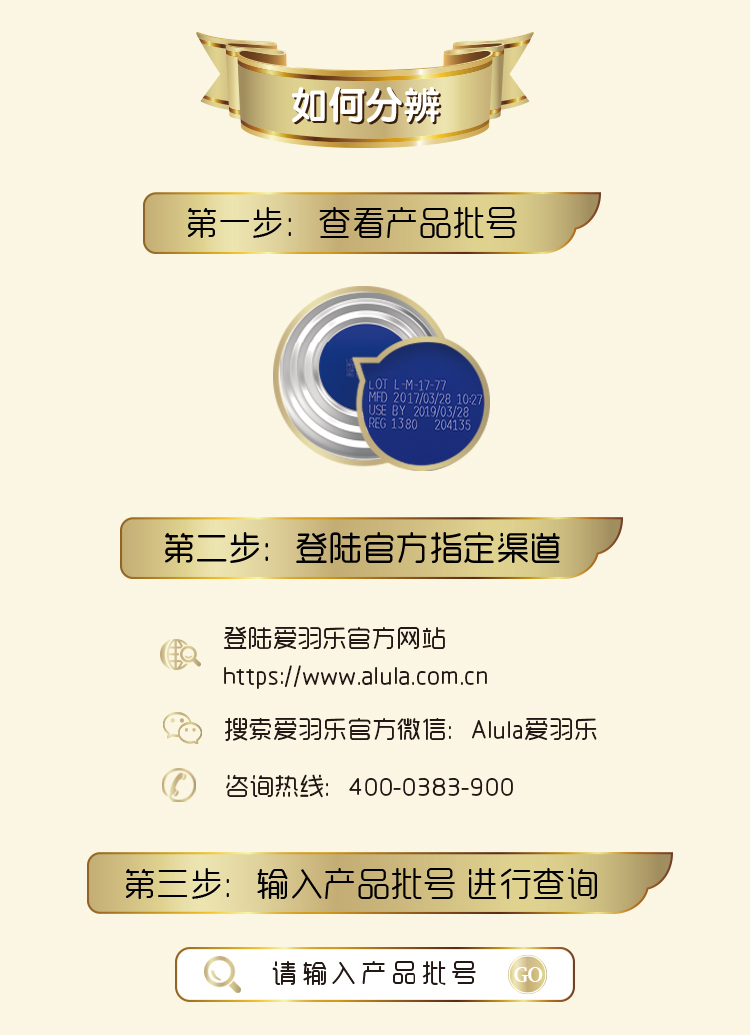 如何分辨
第一步：查看产品批号
LOT L-M-17-77
MFD 2017/03/28 10:27
USE BY 2019/03/28
REG 1380 204135
第二步：登陆官方指定渠道
登陆爱羽乐官方网站
https://www.alula.com.cn
搜索爱羽乐官方微信：Alula爱羽乐
咨询热线：400-0383-900
第三步：输入产品批号 进行查询
请输入产品批号 GO